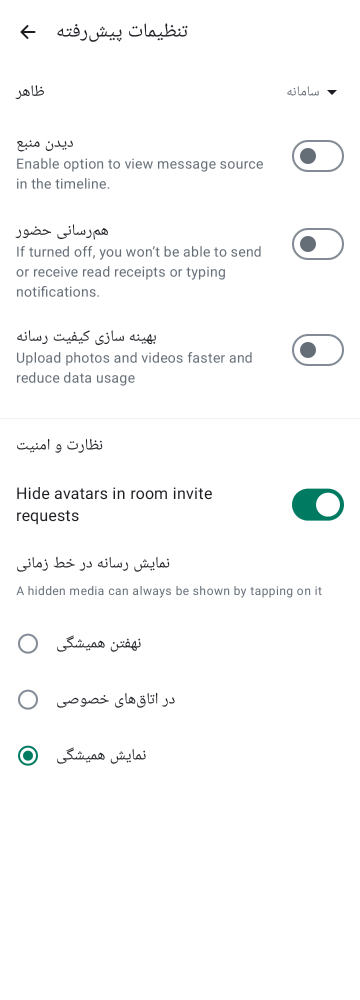 تنظیمات پیش‌رفته
ظاهر
سامانه
دیدن منبع
Enable option to view message source
in the timeline.
هم‌رسانی حضور
If turned off, you won’t be able to send
or receive read receipts or typing
notifications.
بهینه سازی کیفیت رسانه
Upload photos and videos faster and
reduce data usage
نظارت و امنیت
Hide avatars in room invite
requests
نمایش رسانه در خط زمانی
A hidden media can always be shown by tapping on it
نهفتن همیشگی
در اتاق‌های خصوصی
نمایش همیشگی